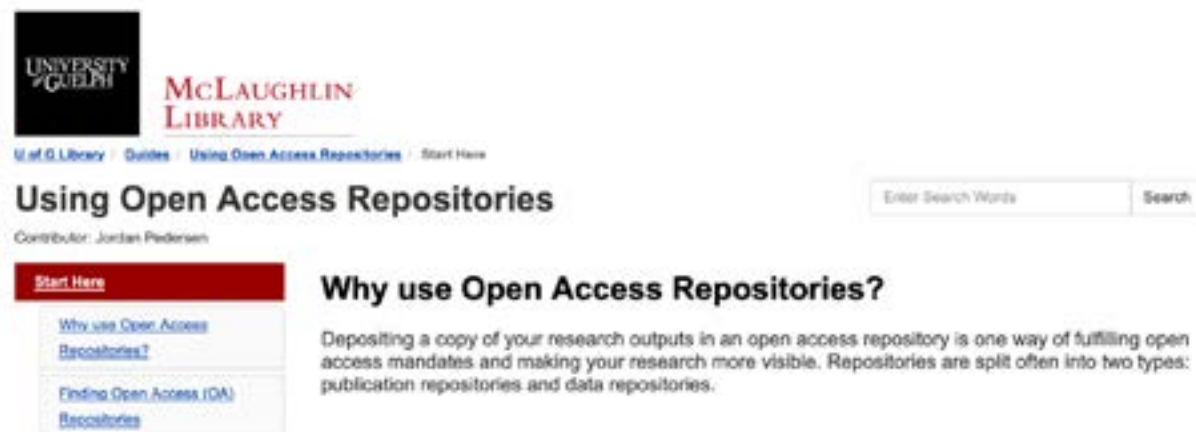 UNIVERSITY
of GUELPH
MCLAUGHLIN
LIBRARY
U of G Library / Guides / Using Open Access Repositories / Start Here
Using Open Access Repositories
Enter Search Words
Search
Contributor: Jordan Pedersen
Start Here
Why use Open Access
Repositories?
Finding Open Access (OA)
Repositories
Why use Open Access Repositories?
Depositing a copy of your research outputs in an open access repository is one way of fulfilling open
access mandates and making your research more visible. Repositories are split often into two types:
publication repositories and data repositories.